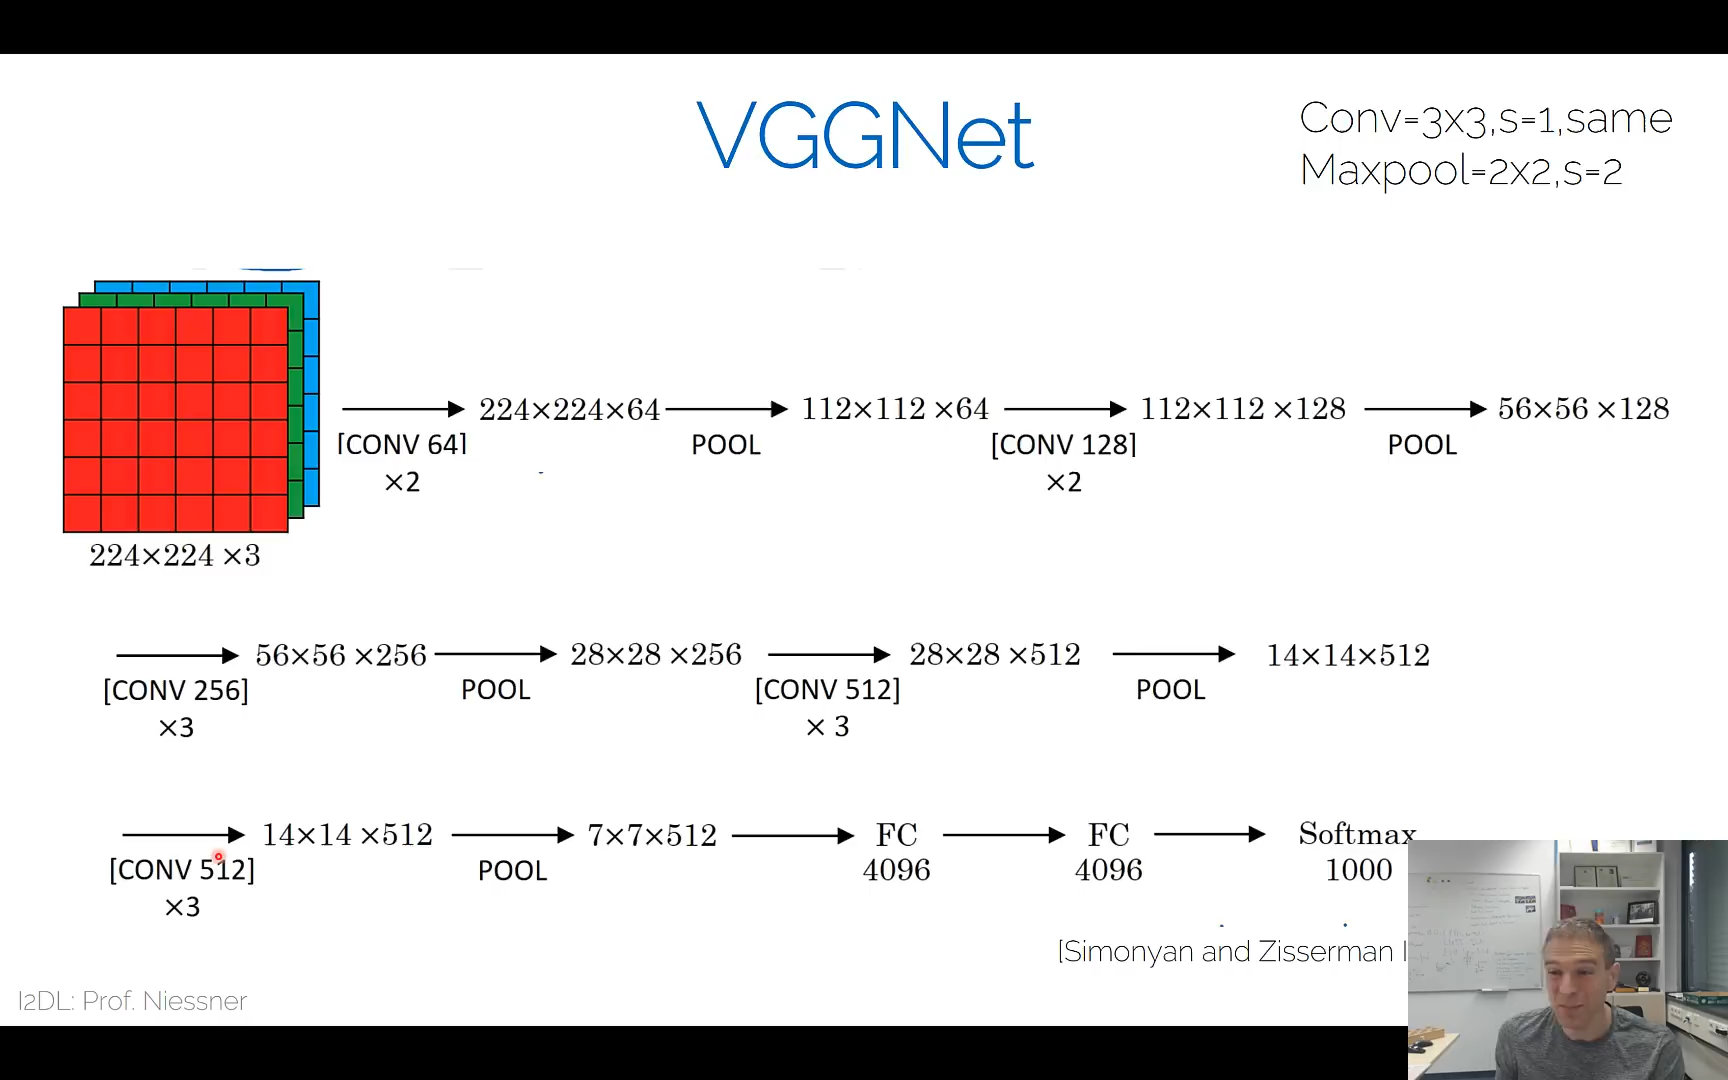 VGGNet
Conv=3x3,s=1,same
Maxpool=2x2,s=2
224×224×64
112×112 ×64
112×112 ×128
56×56 ×128
[CONV 64]
POOL
[CONV 128]
POOL
×2
×2
224×224 ×3
56×56 ×256
28×28 ×256
28×28 ×512
14×14×512
[CONV 256]
POOL
[CONV 512]
POOL
×3
× 3
14×14 ×512
7×7×512
FC
FC
Softmax
[CONV 512]
POOL
4096
4096
1000
×3
[Simonyan and Zisserman
I2DL: Prof. Niessner